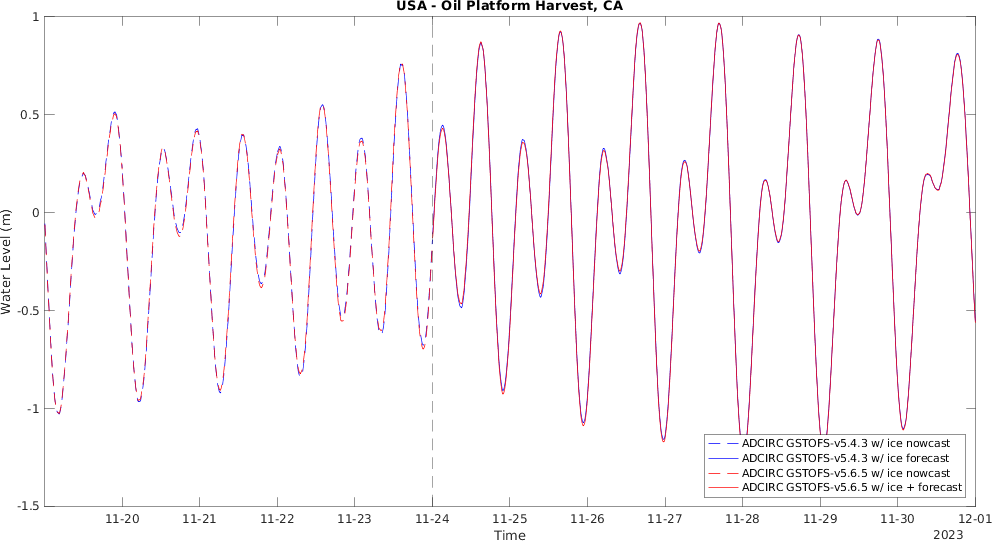 USA - Oil Platform Harvest, CA
Water Level (m)
1
0.5
0
-0.5
-1
-1.5
ADCIRC GSTOFS-v5.4.3 w/ ice nowcast
ADCIRC GSTOFS-v5.4.3 w/ ice forecast
ADCIRC GSTOFS-v5.6.5 w/ ice nowcast
ADCIRC GSTOFS-v5.6.5 w/ ice + forecast
11-20 11-21 11-22 11-23 11-24 11-25 11-26 11-27 11-28 11-29 11-30 12-01
Time
2023